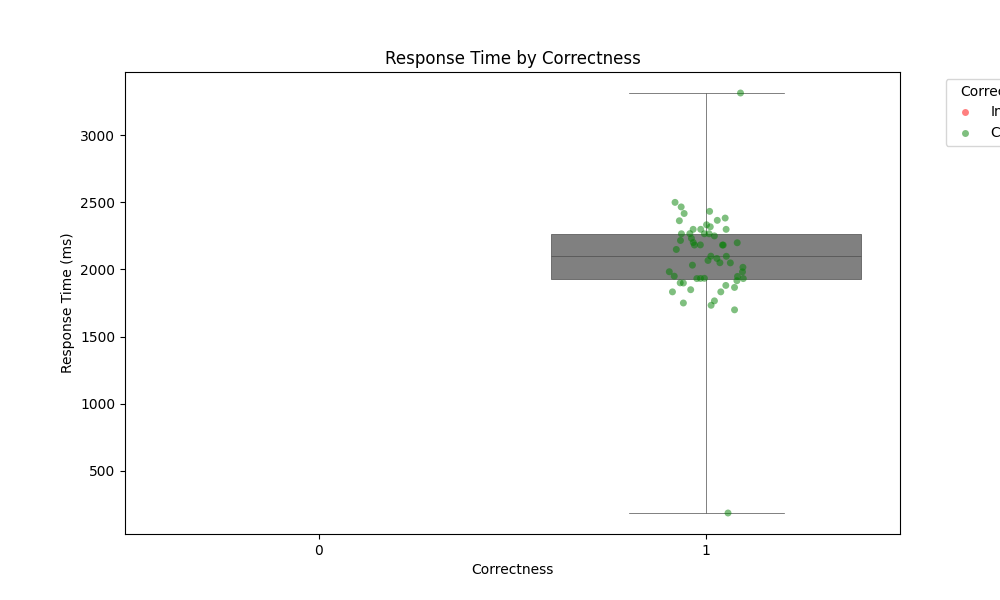 Response Time by Correctness
Response Time (ms)
3000
2500
2000
1500
1000
500
0
1
Correctness
Correc
In
C